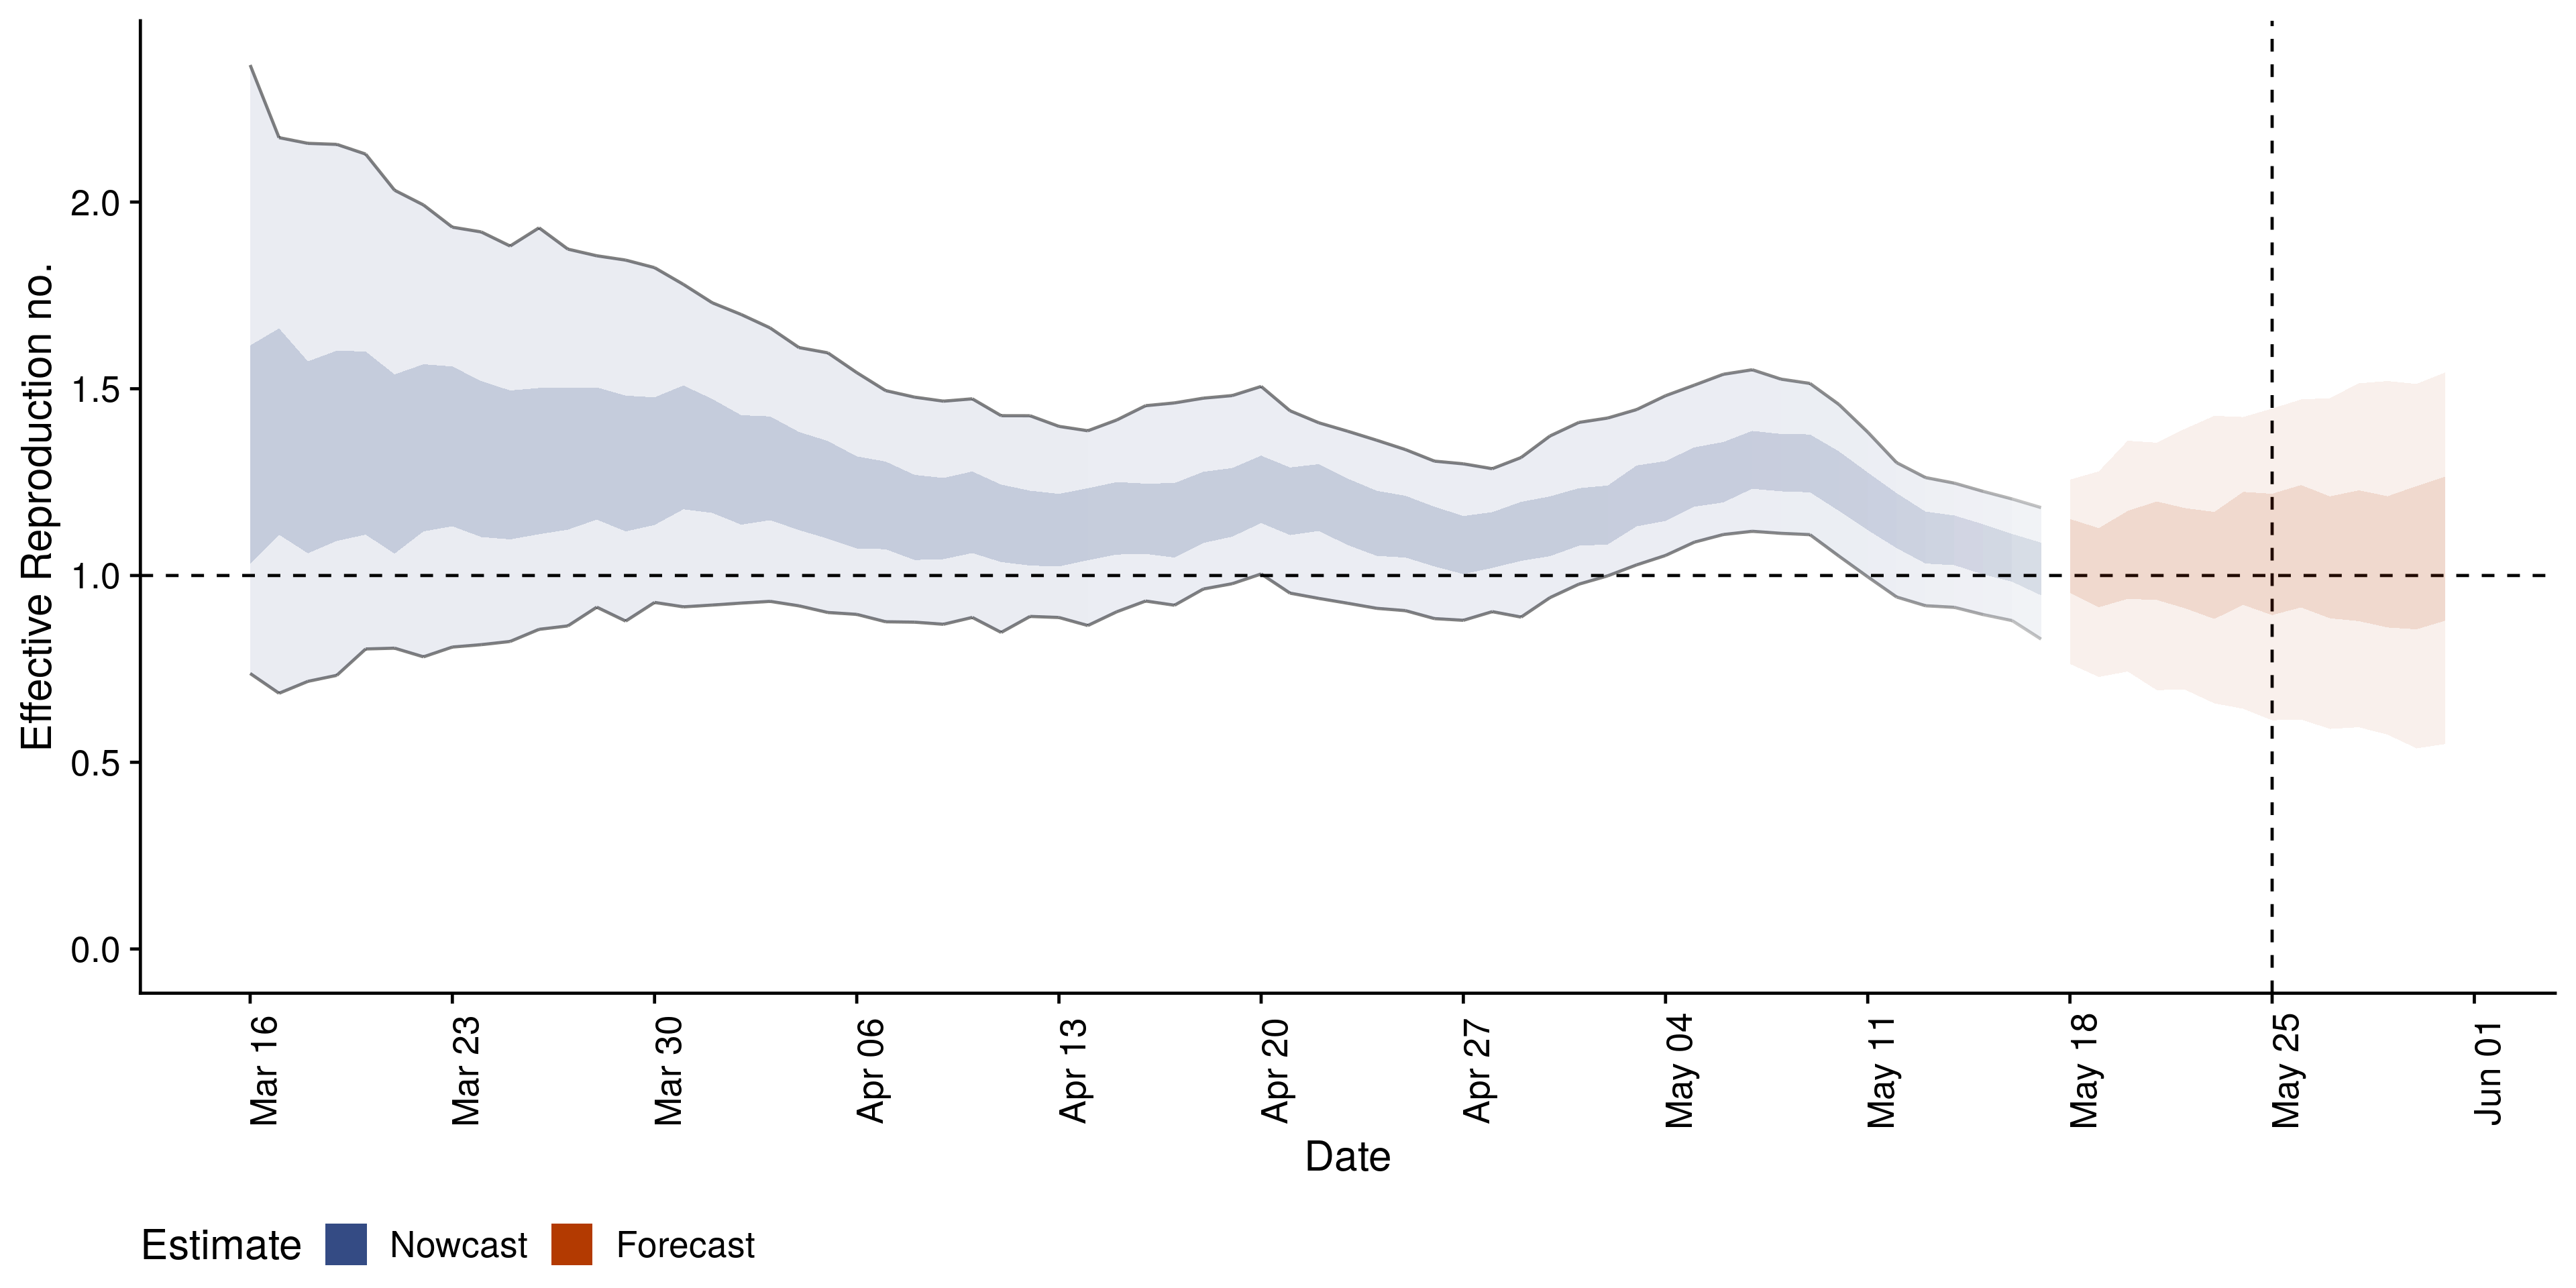 Effective Reproduction no.
2.0
1.5
1.0
0.5
0.0
Mar 16
Mar 23
Mar 30
Apr 06
Apr 13
Apr 20
Apr 27
May 04
May 11
May 18
May 25
Jun 01
Date
Estimate Nowcast Forecast